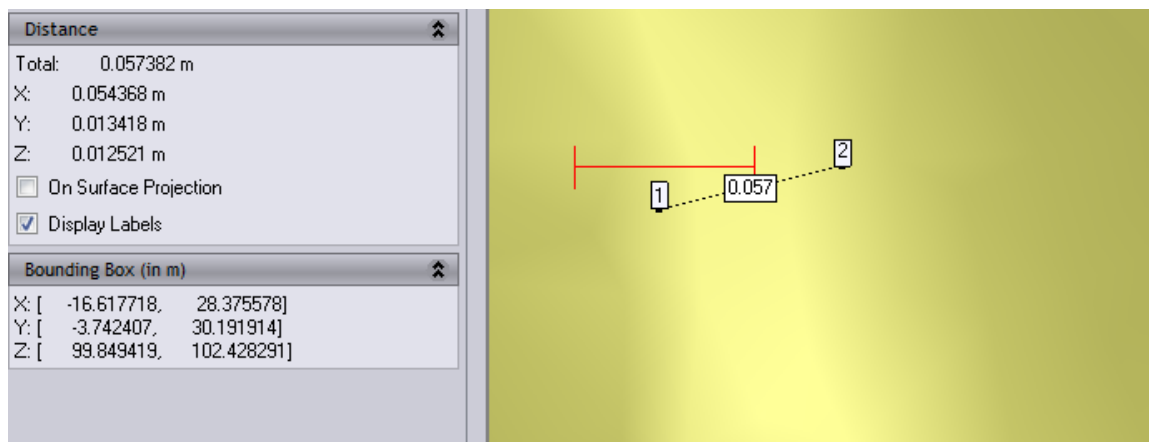 Distance
Total: 0.057382 m
X: 0.054368 m
Y: 0.013418 m
Z: 0.012521 m
On Surface Projection
Display Labels
Bounding Box (in m)
X: [ -16.617718, 28.375578]
Y: [ -3.742407, 30.191914]
Z: [ 99.849419, 102.428291]
2
1
0.057